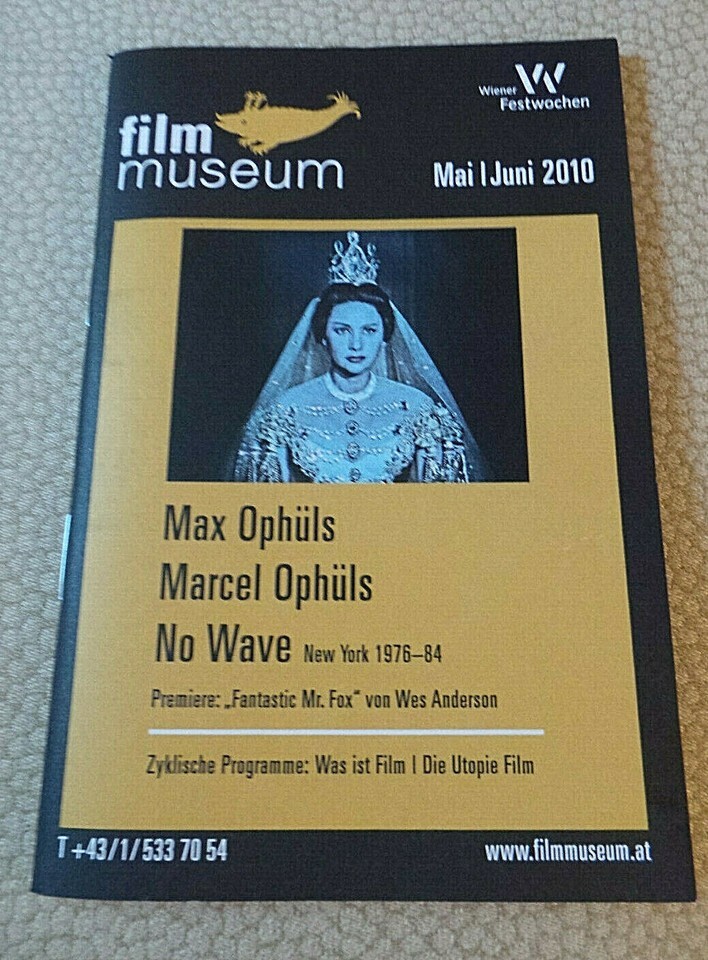 Wiener
Festwochen
film
museum
Mai | Juni 2010
Max Ophüls
Marcel Ophüls
No Wave New York 1976–84
Premiere: „Fantastic Mr. Fox“ von Wes Anderson
Zyklische Programme: Was ist Film | Die Utopie Film
T +43/1/533 70 54
www.filmmuseum.at